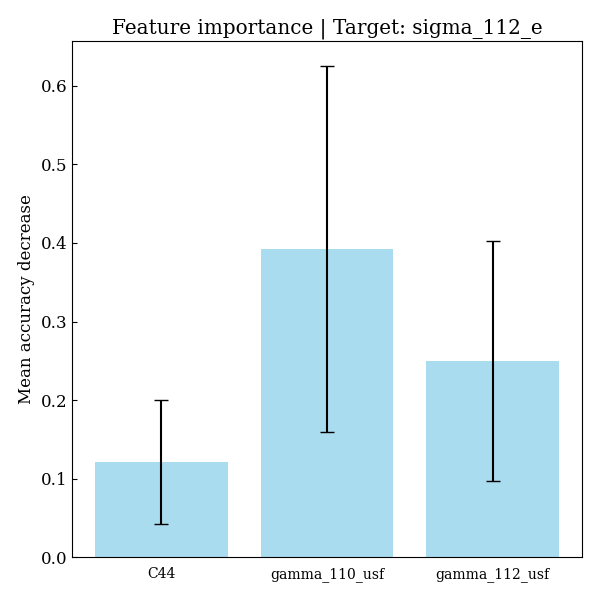 Feature importance | Target: sigma_112_e
Mean accuracy decrease
0.6
0.5
0.4
0.3
0.2
0.1
0.0
C44
gamma_110_usf
gamma_112_usf